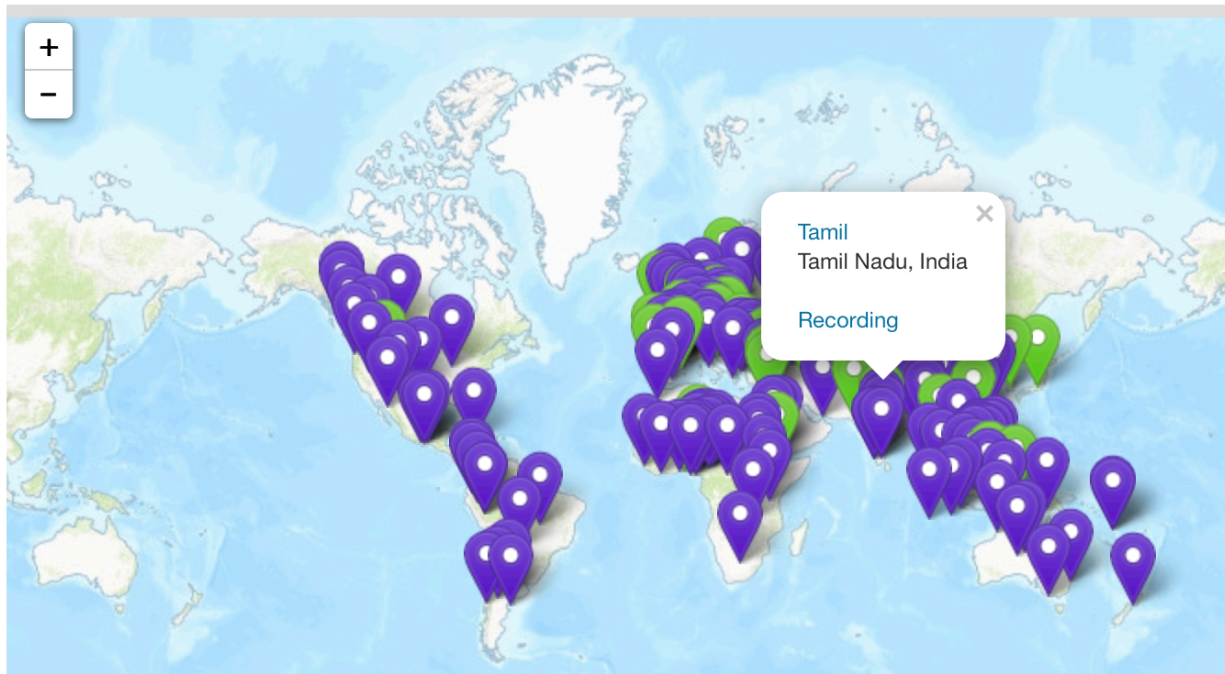 +
−
×
Tamil
Tamil Nadu, India
Recording